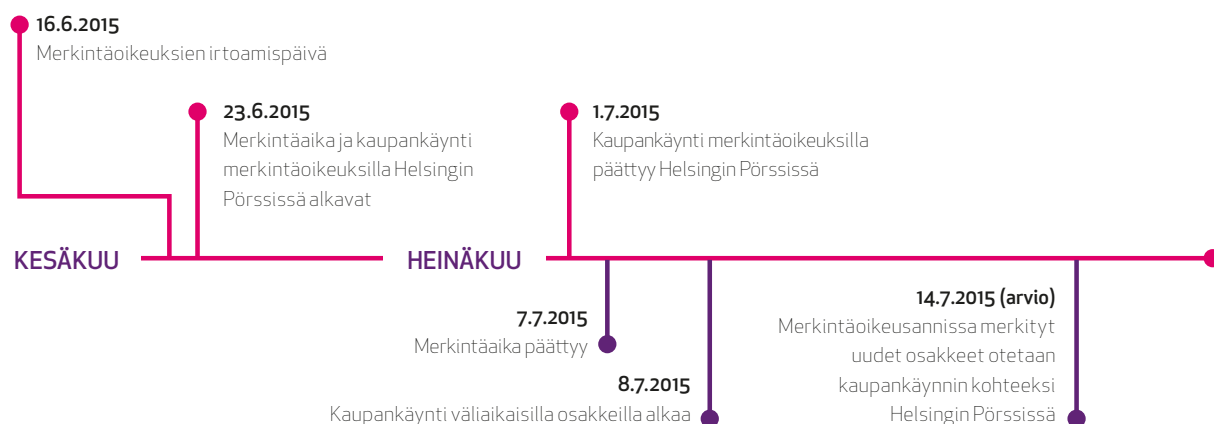 16.6.2015
Merkintäoikeuksien irtoamispäivä
23.6.2015
Merkintäaika ja kaupankäynti
merkintäoikeuksilla Helsingin
Pörssissä alkavat
1.7.2015
Kaupankäynti merkintäoikeuksilla
päättyy Helsingin Pörssissä
KESÄKUU
HEINÄKUU
7.7.2015
Merkintäaika päättyy
8.7.2015
Kaupankäynti väliaikaisilla osakkeilla alkaa
14.7.2015 (arvio)
Merkintäoikeusannissa merkityt
uudet osakkeet otetaan
kaupankäynnin kohteeksi
Helsingin Pörssissä